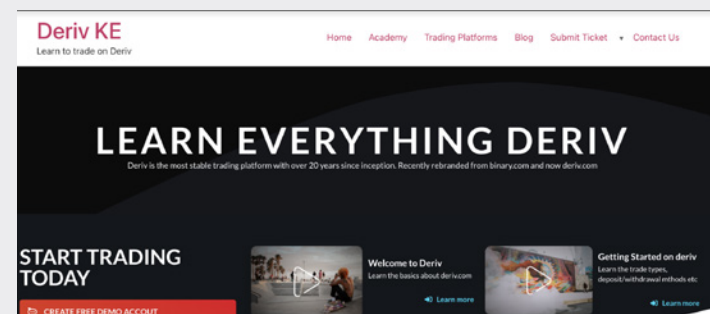 Deriv KE
Learn to trade on Deriv
Home Academy Trading Platforms Blog Submit Ticket ▾ Contact Us
LEARN EVERYTHING DERIV
Deriv is the most stable trading platform with over 20 years since inception. Recently rebranded from binary.com and now deriv.com
START TRADING
TODAY
CREATE FREE DEMO ACCOUT
Welcome to Deriv
Learn the basics about deriv.com
Learn more
Getting Started on deriv
Learn the trade types,
deposit/withdrawal mthods etc
Learn more